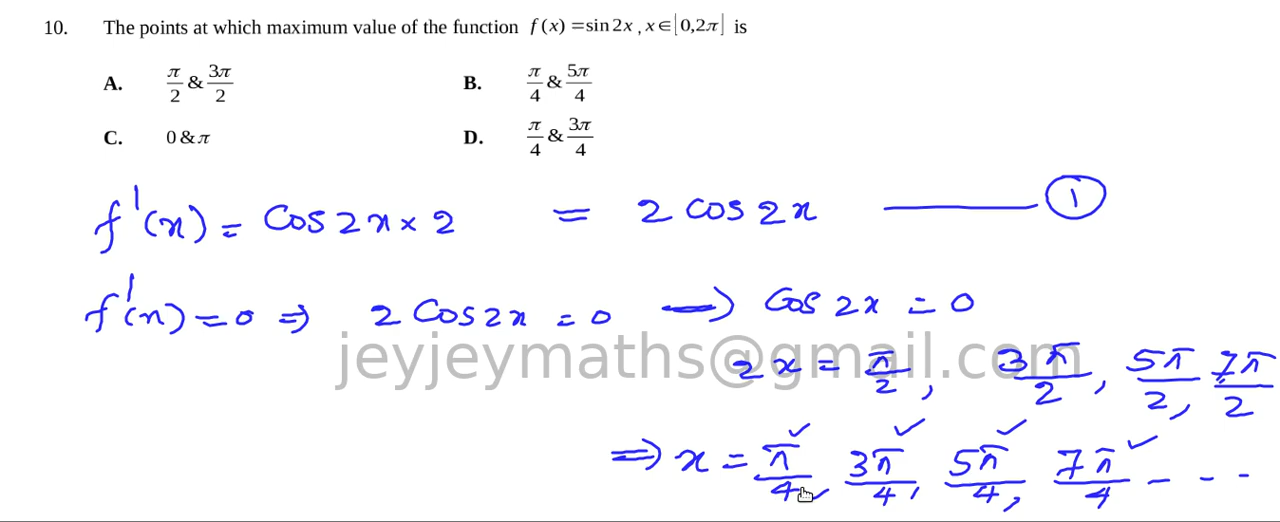 10. The points at which maximum value of the function f(x) =sin 2x , x∈[0,2π] is
A. π/2 & 3π/2 B. π/4 & 5π/4
C. 0 & π D. π/4 & 3π/4
f'(x) = Cos 2x × 2 = 2 cos 2x ——— ①
f'(x) = 0 ⇒ 2 Cos 2x = 0 → Cos 2x = 0
jeyjeymaths@gmail.com
2x = π/2, 3π/2, 5π/2, 7π/2
⇒ x = π/4, 3π/4, 5π/4, 7π/4 - - -